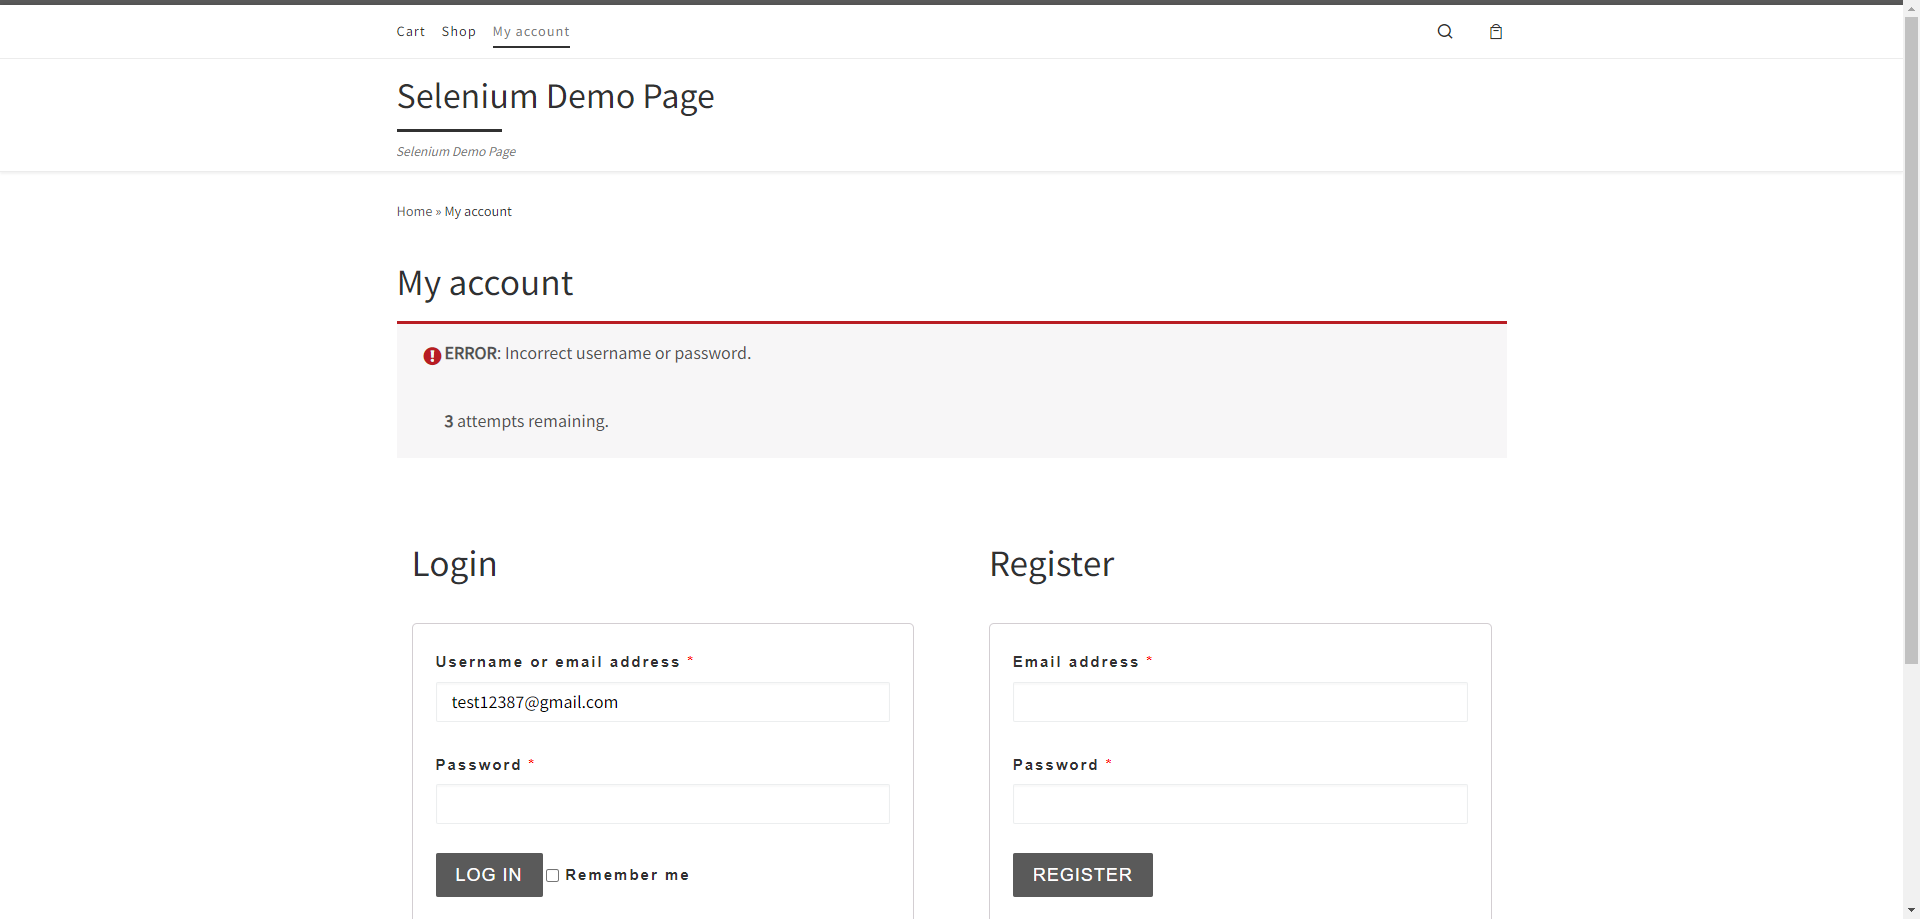 Cart Shop My account
Selenium Demo Page
Selenium Demo Page
Home » My account
My account
ERROR: Incorrect username or password.
3 attempts remaining.
Login
Username or email address *
test12387@gmail.com
Password *
LOG IN Remember me
Register
Email address *
Password *
REGISTER